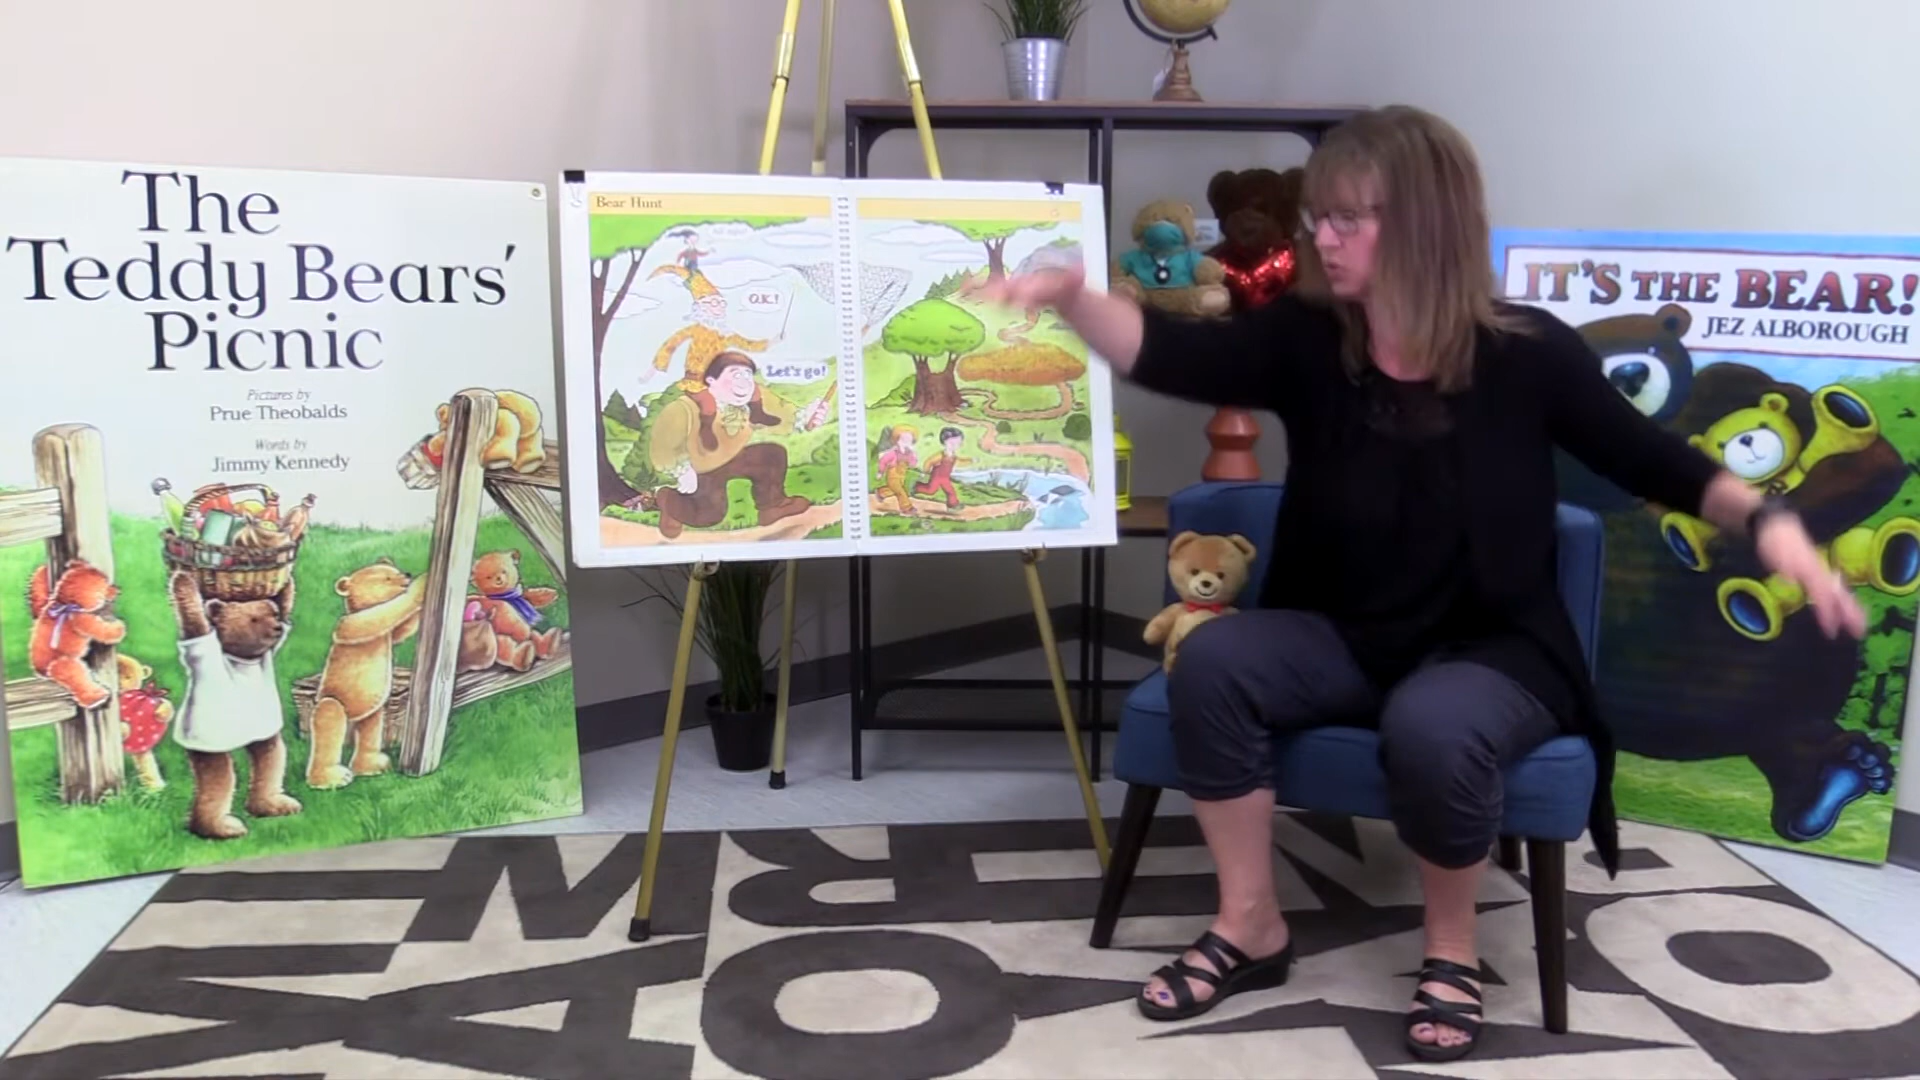 The
Teddy Bears'
Picnic
Pictures by
Prue Theobalds
Words by
Jimmy Kennedy
Bear Hunt
O.K.!
Let's go!
IT'S THE BEAR!
JEZ ALBOROUGH